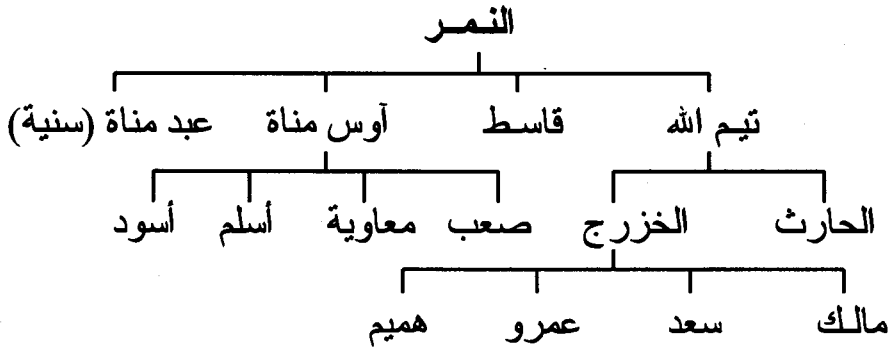 النمر
تيم الله قاسط آوس مناة عبد مناة (سنية)
الحارث الخزرج صعب معاوية أسلم أسود
مالك سعد عمرو هميم